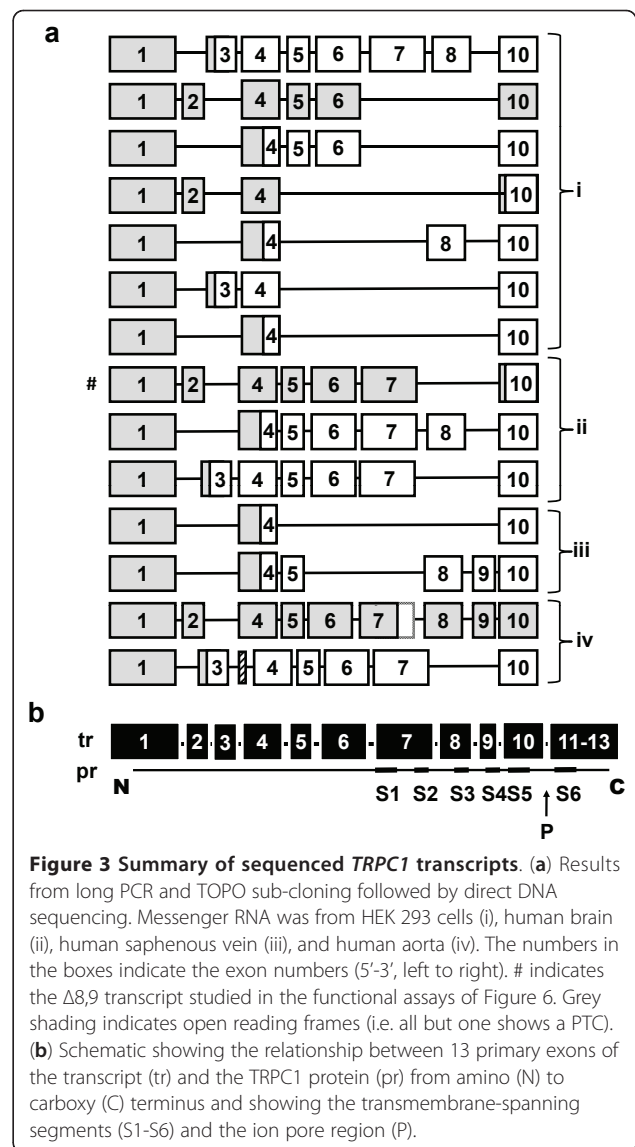 a
1 3 4 5 6 7 8 10
1 2 4 5 6 10
1 4 5 6 10
1 2 4 10
i
1 4 8 10
1 3 4 10
1 4 10
# 1 2 4 5 6 7 10
1 4 5 6 7 8 10
ii
1 3 4 5 6 7 10
1 4 10
iii
1 4 5 8 9 10
1 2 4 5 6 7 8 9 10
iv
1 3 4 5 6 7 10
b
tr 1 2 3 4 5 6 7 8 9 10 11-13
pr
N C
S1 S2 S3 S4 S5 S6
P
Figure 3 Summary of sequenced TRPC1 transcripts. (a) Results
from long PCR and TOPO sub-cloning followed by direct DNA
sequencing. Messenger RNA was from HEK 293 cells (i), human brain
(ii), human saphenous vein (iii), and human aorta (iv). The numbers in
the boxes indicate the exon numbers (5’-3’, left to right). # indicates
the Δ8,9 transcript studied in the functional assays of Figure 6. Grey
shading indicates open reading frames (i.e. all but one shows a PTC).
(b) Schematic showing the relationship between 13 primary exons of
the transcript (tr) and the TRPC1 protein (pr) from amino (N) to
carboxy (C) terminus and showing the transmembrane-spanning
segments (S1-S6) and the ion pore region (P).